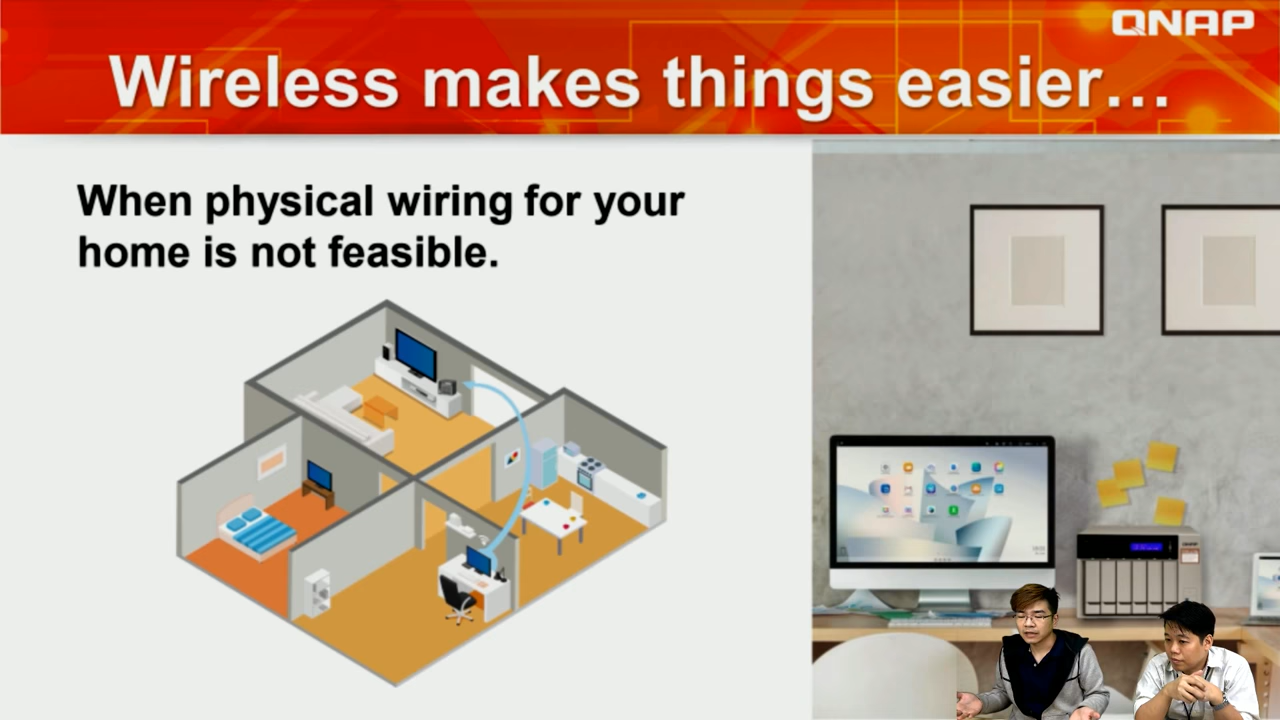 QNAP
Wireless makes things easier...
When physical wiring for your
home is not feasible.